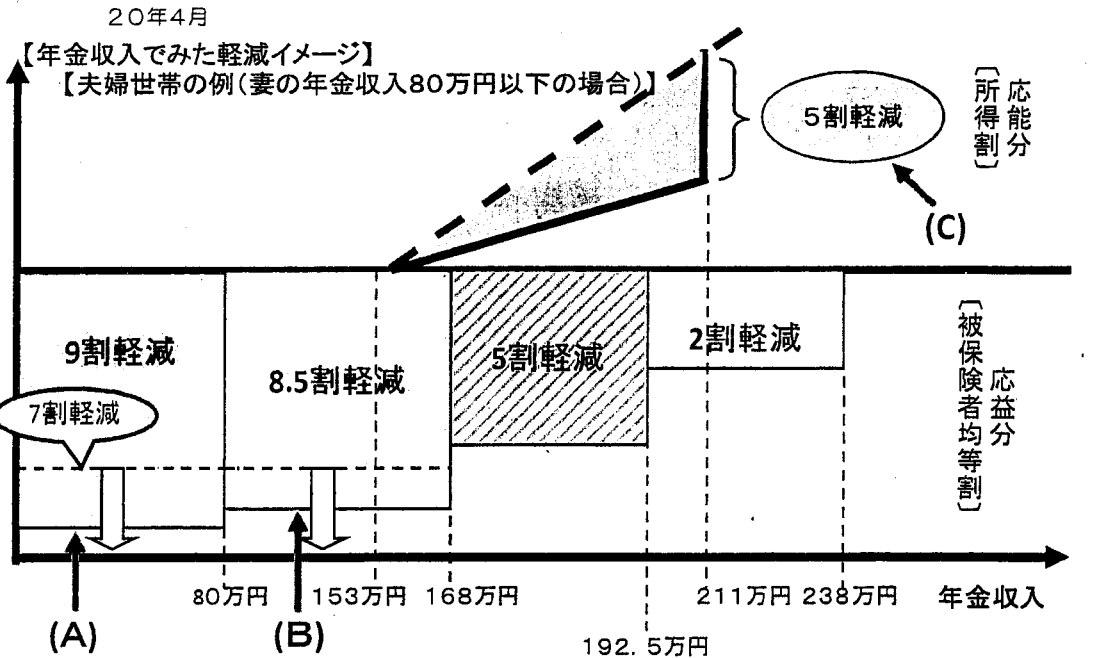 20年4月
【年金収入でみた軽減イメージ】
【夫婦世帯の例(妻の年金収入80万円以下の場合)】
5割軽減
応能分
〔所得割〕
(C)
9割軽減
8.5割軽減
5割軽減
2割軽減
7割軽減
応益分
〔被保険者均等割〕
80万円
153万円
168万円
211万円
238万円
年金収入
(A)
(B)
192.5万円